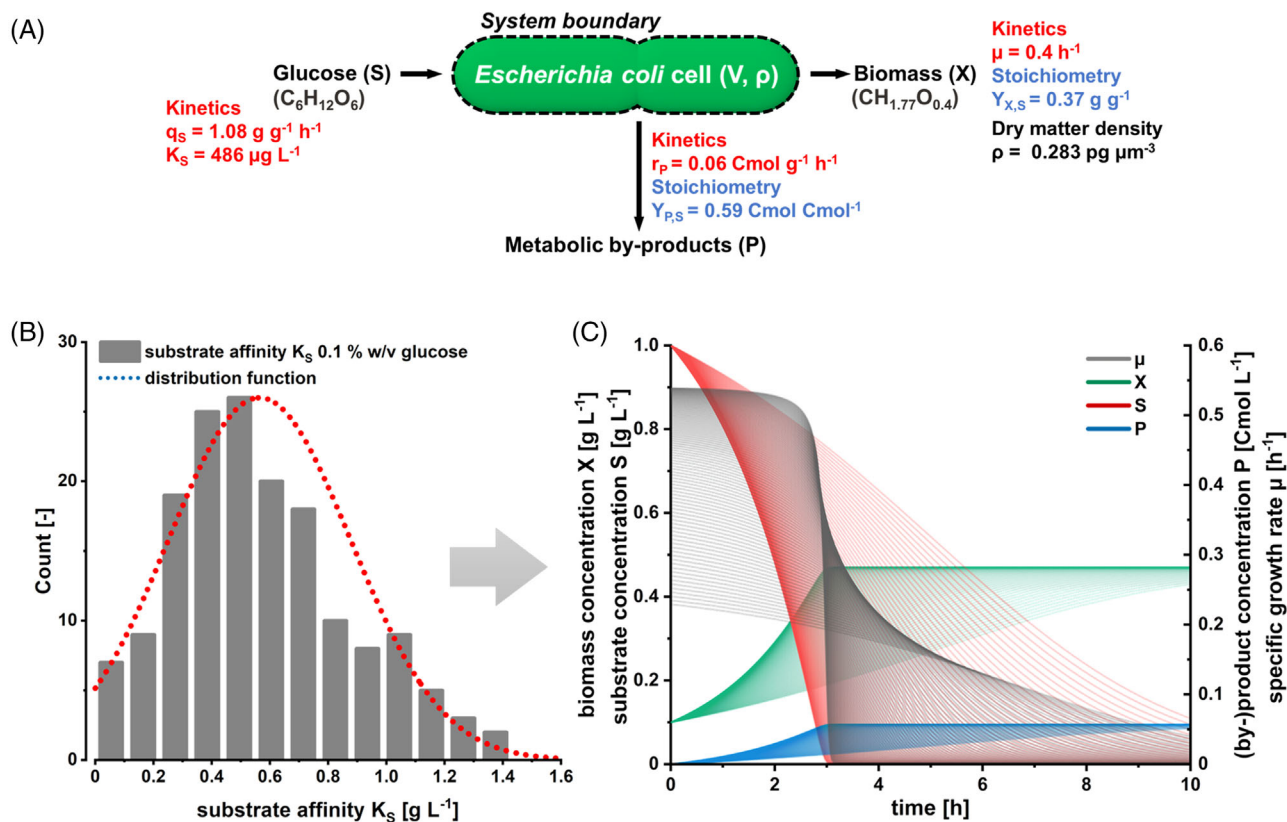 (A)
System boundary
Glucose (S)
(C₆H₁₂O₆)
Escherichia coli cell (V, ρ)
Biomass (X)
(CH₁.₇₇O₀.₄)
Kinetics
qS = 1.08 g g⁻¹ h⁻¹
KS = 486 µg L⁻¹
Kinetics
rP = 0.06 Cmol g⁻¹ h⁻¹
Stoichiometry
YP,S = 0.59 Cmol Cmol⁻¹
Metabolic by-products (P)
Kinetics
µ = 0.4 h⁻¹
Stoichiometry
YX,S = 0.37 g g⁻¹
Dry matter density
ρ = 0.283 pg µm⁻³
(B)
30
20
10
0
Count [-]
substrate affinity KS 0.1 % w/v glucose
distribution function
0 0.2 0.4 0.6 0.8 1.0 1.2 1.4 1.6
substrate affinity KS [g L⁻¹]
(C)
biomass concentration X [g L⁻¹]
substrate concentration S [g L⁻¹]
1.0
0.8
0.6
0.4
0.2
0
µ
X
S
P
0.6
0.5
0.4
0.3
0.2
0.1
0
(by-)product concentration P [Cmol L⁻¹]
specific growth rate µ [h⁻¹]
0 2 4 6 8 10
time [h]